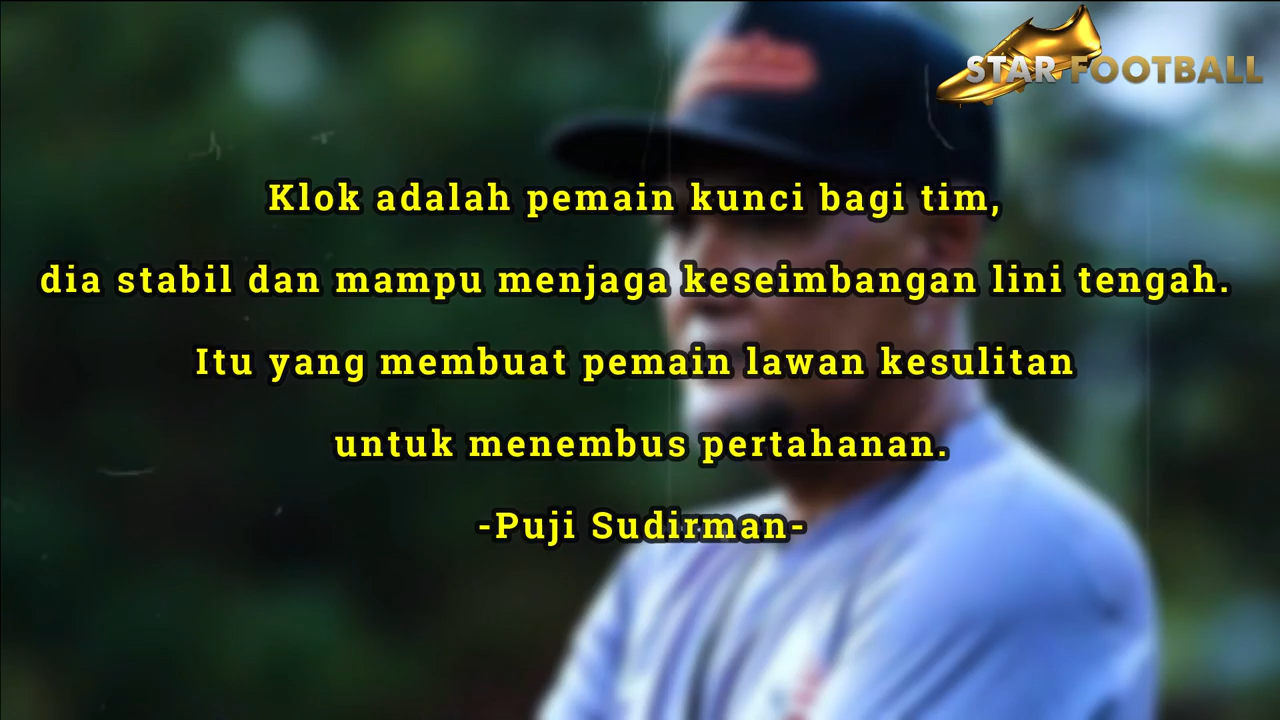 STAR FOOTBALL
Klok adalah pemain kunci bagi tim,
dia stabil dan mampu menjaga keseimbangan lini tengah.
Itu yang membuat pemain lawan kesulitan
untuk menembus pertahanan.
-Puji Sudirman-